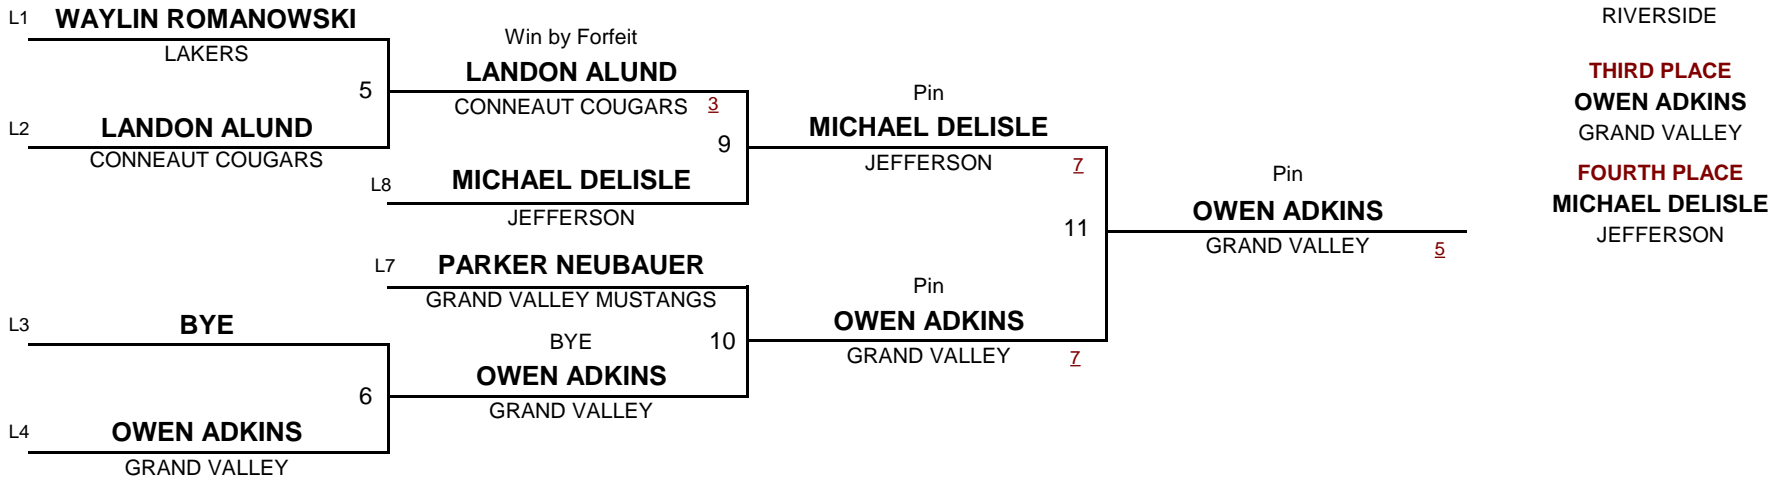 L1 WAYLIN ROMANOWSKI
LAKERS
5
L2 LANDON ALUND
CONNEAUT COUGARS
Win by Forfeit
LANDON ALUND
CONNEAUT COUGARS 3
9
L8 MICHAEL DELISLE
JEFFERSON
L7 PARKER NEUBAUER
GRAND VALLEY MUSTANGS
L3 BYE
6
L4 OWEN ADKINS
GRAND VALLEY
BYE 10
OWEN ADKINS
GRAND VALLEY
Pin
MICHAEL DELISLE
JEFFERSON 7
11
Pin
OWEN ADKINS
GRAND VALLEY 7
Pin
OWEN ADKINS
GRAND VALLEY 5
RIVERSIDE
THIRD PLACE
OWEN ADKINS
GRAND VALLEY
FOURTH PLACE
MICHAEL DELISLE
JEFFERSON